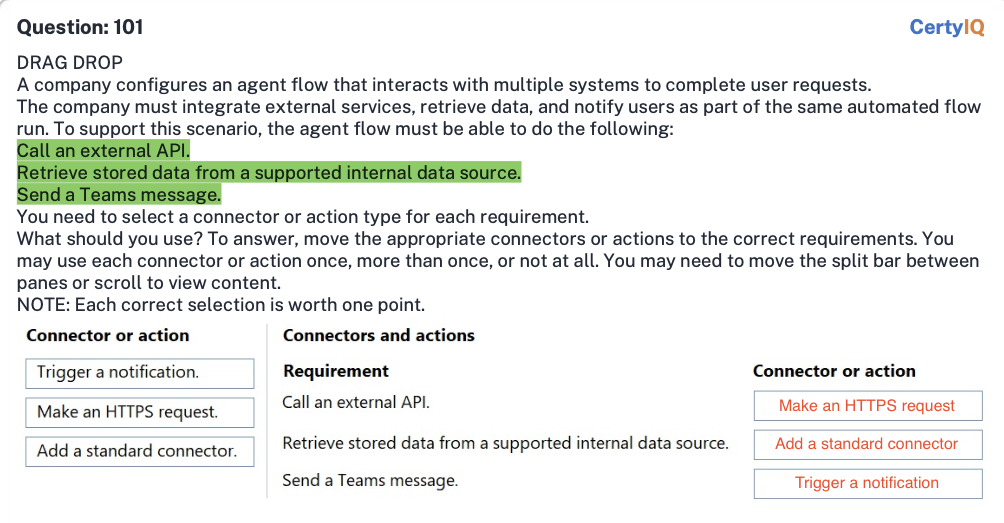 Question: 101
CertyIQ
DRAG DROP
A company configures an agent flow that interacts with multiple systems to complete user requests.
The company must integrate external services, retrieve data, and notify users as part of the same automated flow
run. To support this scenario, the agent flow must be able to do the following:
Call an external API.
Retrieve stored data from a supported internal data source.
Send a Teams message.
You need to select a connector or action type for each requirement.
What should you use? To answer, move the appropriate connectors or actions to the correct requirements. You
may use each connector or action once, more than once, or not at all. You may need to move the split bar between
panes or scroll to view content.
NOTE: Each correct selection is worth one point.
Connector or action
Trigger a notification.
Make an HTTPS request.
Add a standard connector.
Connectors and actions
Requirement
Connector or action
Call an external API.
Make an HTTPS request
Retrieve stored data from a supported internal data source.
Add a standard connector
Send a Teams message.
Trigger a notification